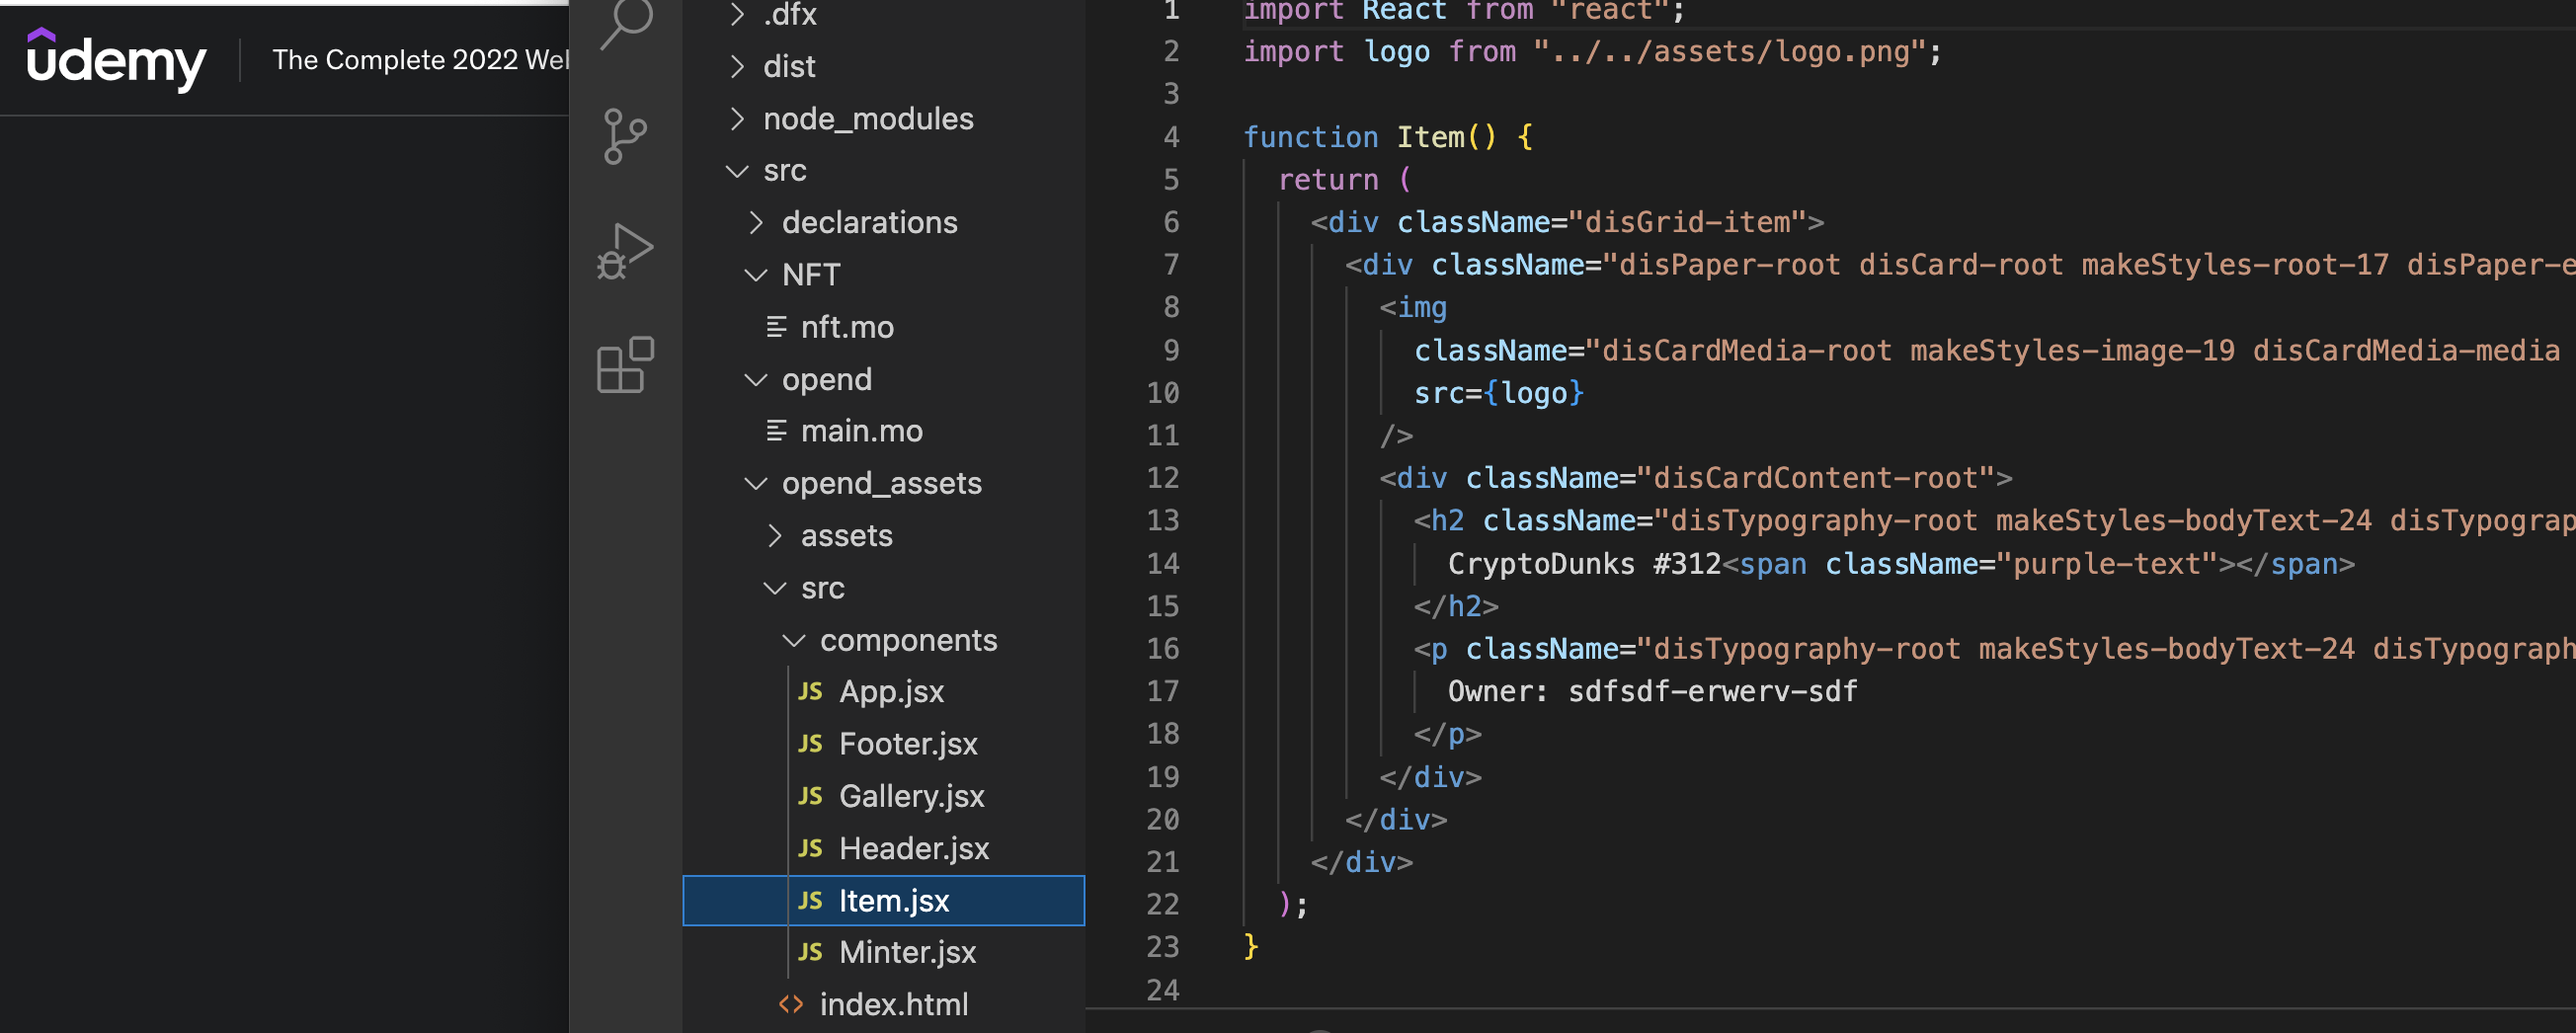 udemy
The Complete 2022 Wel
.dfx
dist
node_modules
src
declarations
NFT
nft.mo
opend
main.mo
opend_assets
assets
src
components
JS App.jsx
JS Footer.jsx
JS Gallery.jsx
JS Header.jsx
JS Item.jsx
JS Minter.jsx
<> index.html
1 import React from "react";
2 import logo from "../../assets/logo.png";
3
4 function Item() {
5 return (
6 <div className="disGrid-item">
7 <div className="disPaper-root disCard-root makeStyles-root-17 disPaper-e
8 <img
9 className="disCardMedia-root makeStyles-image-19 disCardMedia-media
10 src={logo}
11 />
12 <div className="disCardContent-root">
13 <h2 className="disTypography-root makeStyles-bodyText-24 disTypograp
14 CryptoDunks #312<span className="purple-text"></span>
15 </h2>
16 <p className="disTypography-root makeStyles-bodyText-24 disTypograph
17 Owner: sdfsdf-erwerv-sdf
18 </p>
19 </div>
20 </div>
21 </div>
22 );
23 }
24